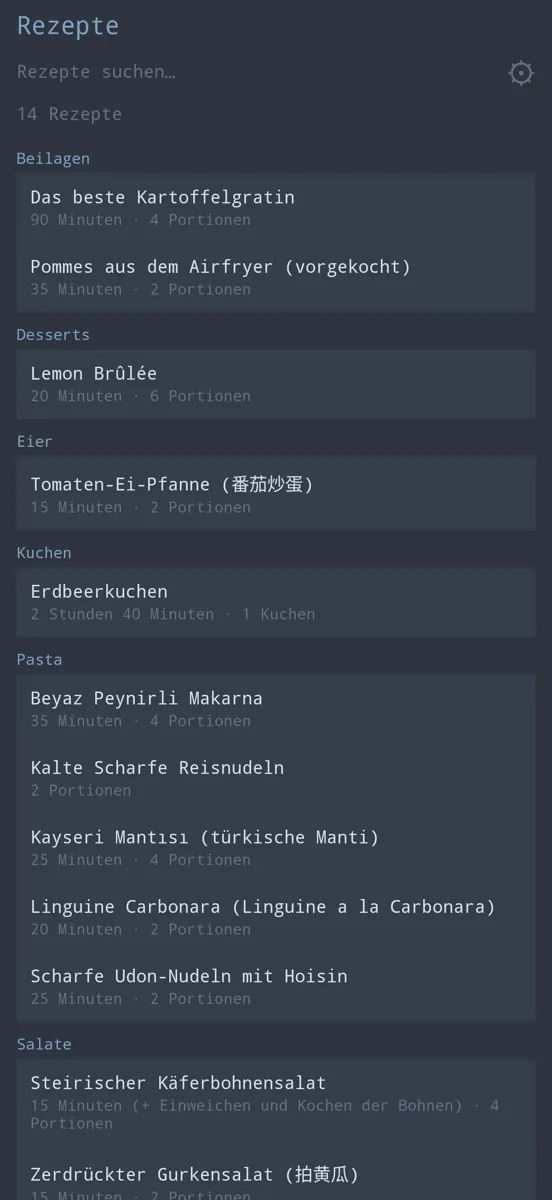 Rezepte
Rezepte suchen…
14 Rezepte
Beilagen
Das beste Kartoffelgratin
90 Minuten · 4 Portionen
Pommes aus dem Airfryer (vorgekocht)
35 Minuten · 2 Portionen
Desserts
Lemon Brûlée
20 Minuten · 6 Portionen
Eier
Tomaten-Ei-Pfanne (番茄炒蛋)
15 Minuten · 2 Portionen
Kuchen
Erdbeerkuchen
2 Stunden 40 Minuten · 1 Kuchen
Pasta
Beyaz Peynirli Makarna
35 Minuten · 4 Portionen
Kalte Scharfe Reisnudeln
2 Portionen
Kayseri Mantısı (türkische Manti)
25 Minuten · 4 Portionen
Linguine Carbonara (Linguine a la Carbonara)
20 Minuten · 2 Portionen
Scharfe Udon-Nudeln mit Hoisin
25 Minuten · 2 Portionen
Salate
Steirischer Käferbohnensalat
15 Minuten (+ Einweichen und Kochen der Bohnen) · 4
Portionen
Zerdrückter Gurkensalat (拍黄瓜)
15 Minuten · 2 Portionen